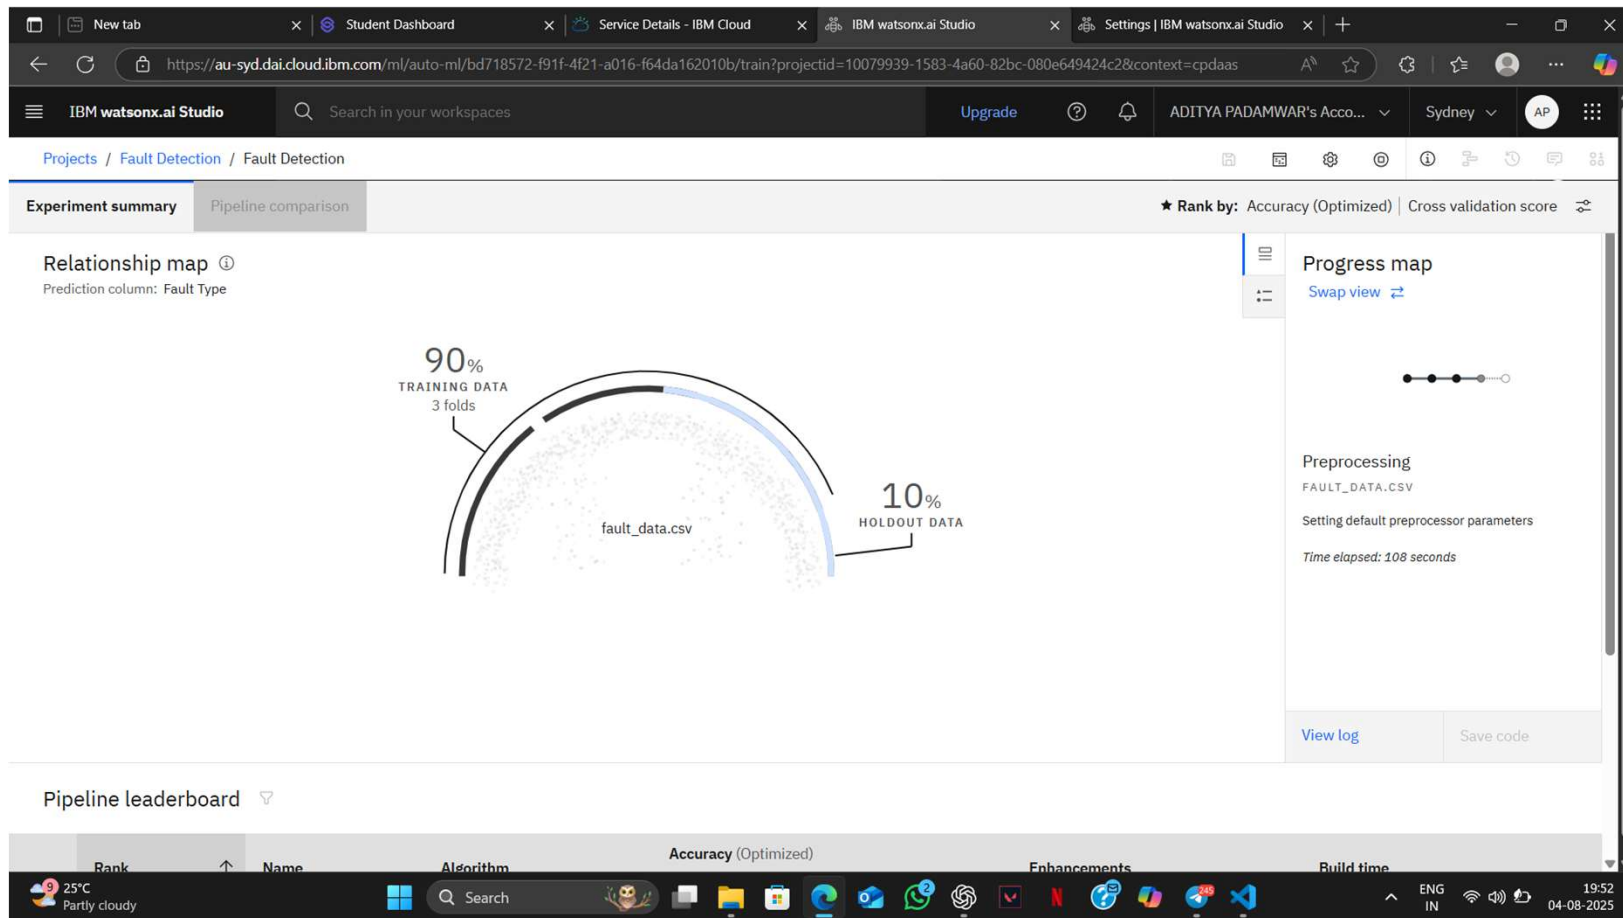 New tab
Student Dashboard
Service Details - IBM Cloud
IBM watsonx.ai Studio
Settings | IBM watsonx.ai Studio
https://au-syd.dai.cloud.ibm.com/ml/auto-ml/bd718572-f91f-4f21-a016-f64da162010b/train?projectid=10079939-1583-4a60-82bc-080e649424c2&context=cpdaas
IBM watsonx.ai Studio
Search in your workspaces
Upgrade
ADITYA PADAMWAR's Acco...
Sydney
AP
Projects / Fault Detection / Fault Detection
Experiment summary
Pipeline comparison
★ Rank by: Accuracy (Optimized) | Cross validation score
Relationship map
Prediction column: Fault Type
90%
TRAINING DATA
3 folds
10%
HOLDOUT DATA
fault_data.csv
Progress map
Swap view
Preprocessing
FAULT_DATA.CSV
Setting default preprocessor parameters
Time elapsed: 108 seconds
View log
Save code
Pipeline leaderboard
Accuracy (Optimized)
Rank
Name
Algorithm
Enhancements
Build time
9
25°C
Partly cloudy
Search
2
245
ENG
IN
19:52
04-08-2025